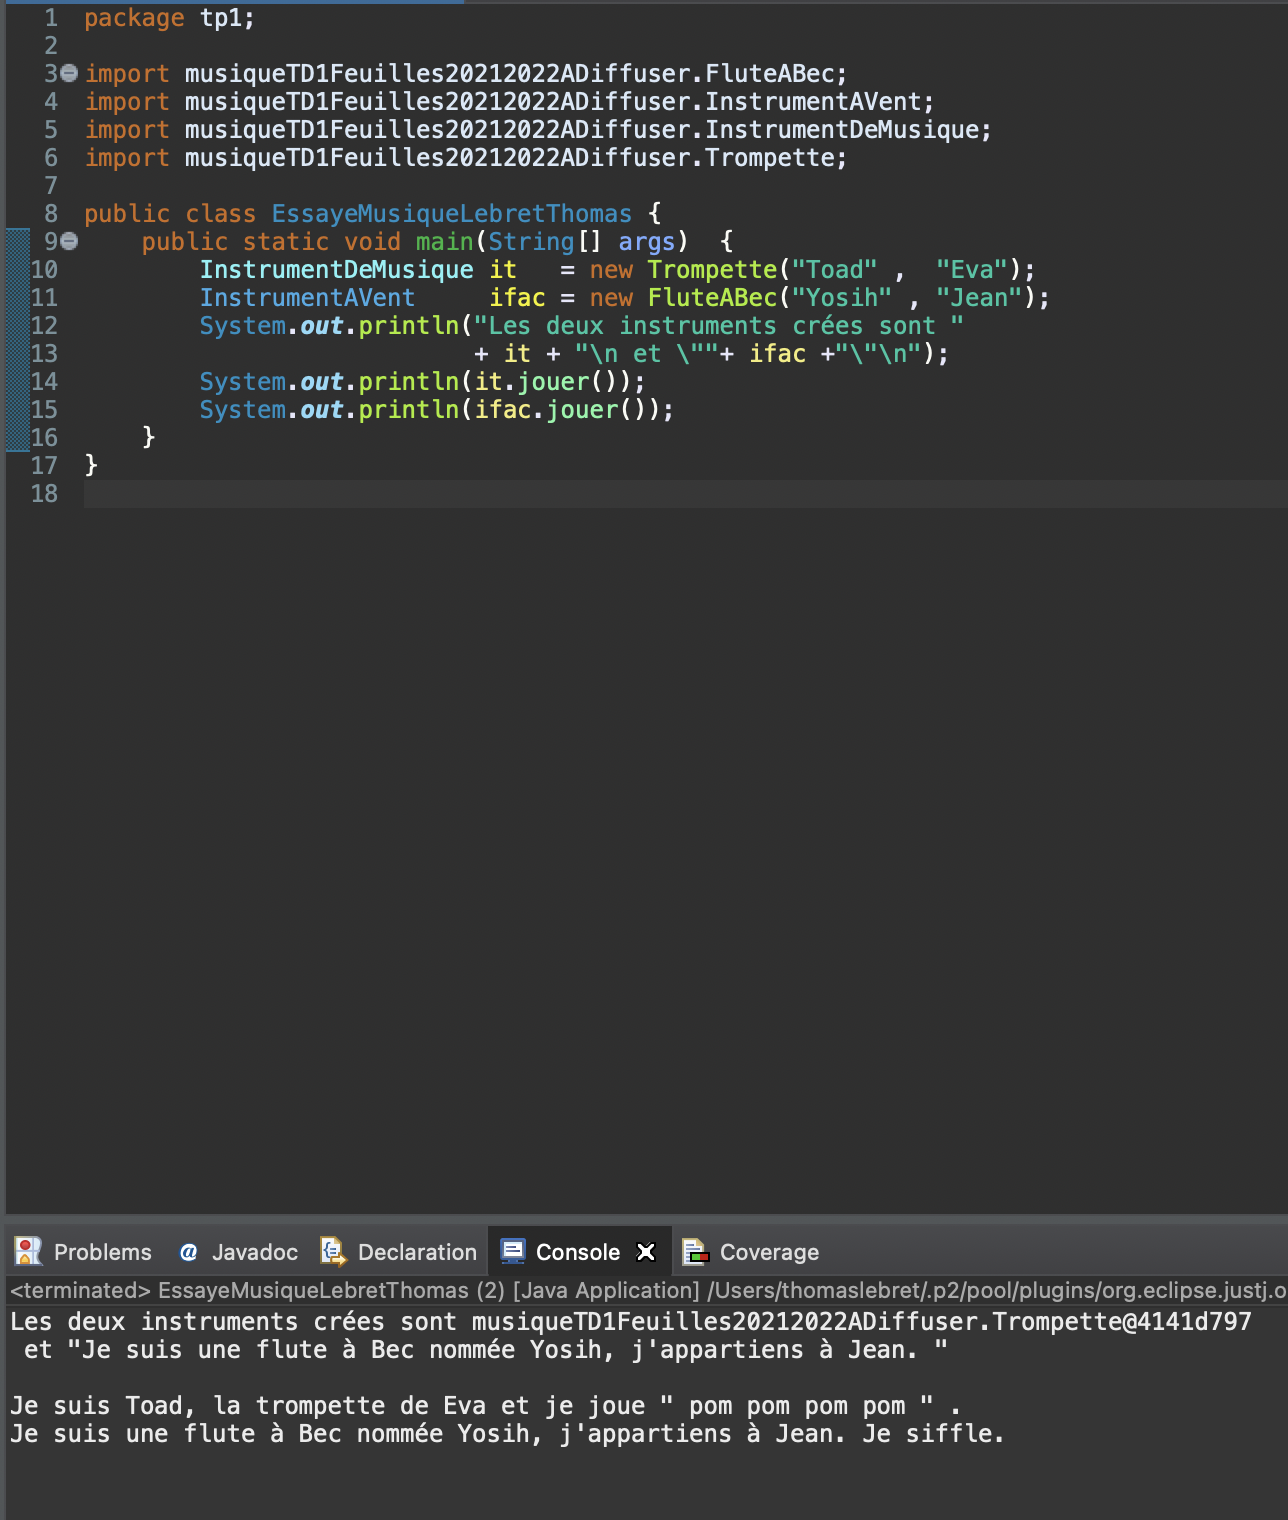 1 package tp1;
2
3 import musiqueTD1Feuilles20212022ADiffuser.FluteABec;
4 import musiqueTD1Feuilles20212022ADiffuser.InstrumentAVent;
5 import musiqueTD1Feuilles20212022ADiffuser.InstrumentDeMusique;
6 import musiqueTD1Feuilles20212022ADiffuser.Trompette;
7
8 public class EssayeMusiqueLebretThomas {
9 public static void main(String[] args)  {
10 InstrumentDeMusique it   = new Trompette("Toad" ,  "Eva");
11 InstrumentAVent     ifac = new FluteABec("Yosih" , "Jean");
12 System.out.println("Les deux instruments crées sont "
13 + it + "\n et \""+ ifac +"\"\n");
14 System.out.println(it.jouer());
15 System.out.println(ifac.jouer());
16 }
17 }
18
Problems @ Javadoc Declaration Console Coverage
<terminated> EssayeMusiqueLebretThomas (2) [Java Application] /Users/thomaslebret/.p2/pool/plugins/org.eclipse.justj.o
Les deux instruments crées sont musiqueTD1Feuilles20212022ADiffuser.Trompette@4141d797
et "Je suis une flute à Bec nommée Yosih, j'appartiens à Jean. "
Je suis Toad, la trompette de Eva et je joue " pom pom pom pom " .
Je suis une flute à Bec nommée Yosih, j'appartiens à Jean. Je siffle.